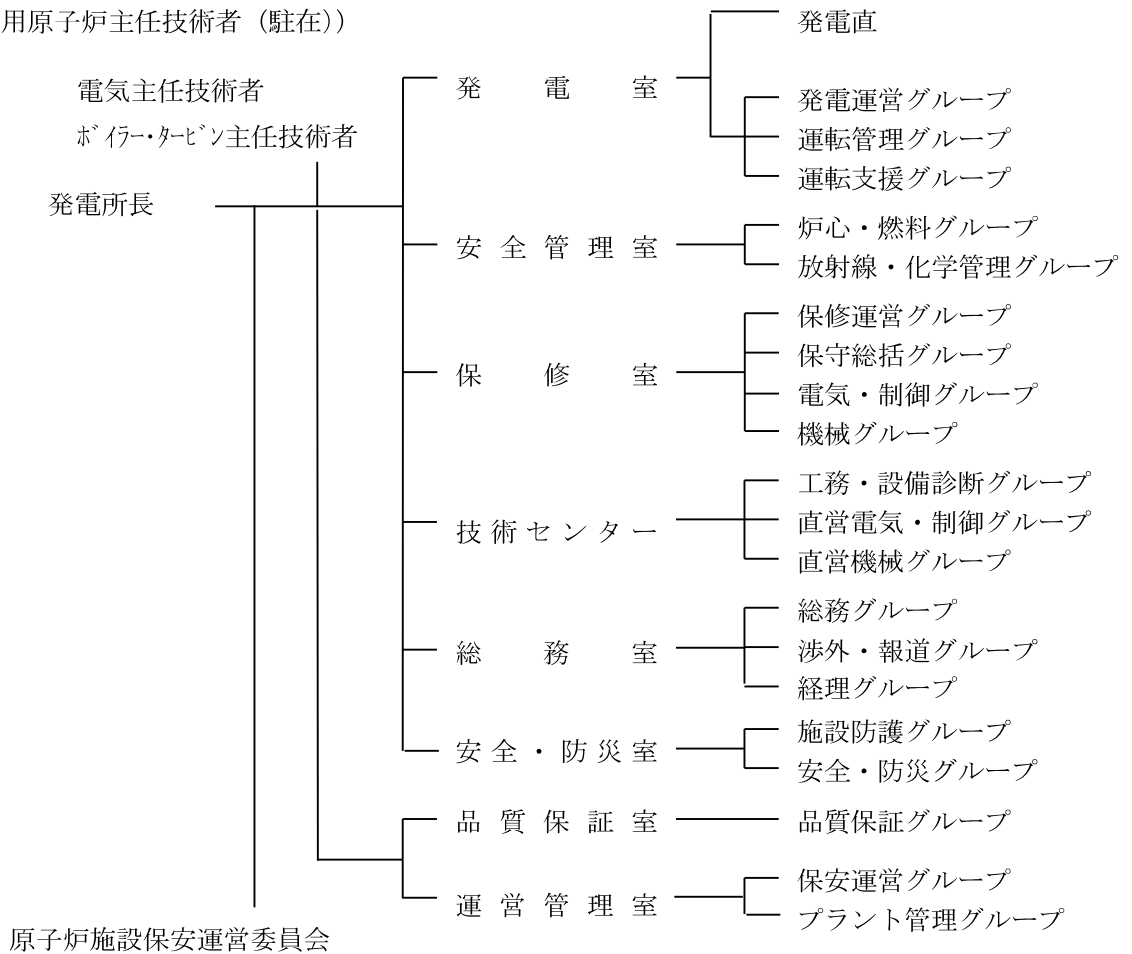 用原子炉主任技術者（駐在））
電気主任技術者
ﾎﾞｲﾗｰ･ﾀｰﾋﾞﾝ主任技術者
発電所長
原子炉施設保安運営委員会
発電室
発電直
発電運営グループ
運転管理グループ
運転支援グループ
安全管理室
炉心・燃料グループ
放射線・化学管理グループ
保修室
保修運営グループ
保守総括グループ
電気・制御グループ
機械グループ
技術センター
工務・設備診断グループ
直営電気・制御グループ
直営機械グループ
総務室
総務グループ
渉外・報道グループ
経理グループ
安全・防災室
施設防護グループ
安全・防災グループ
品質保証室
品質保証グループ
運営管理室
保安運営グループ
プラント管理グループ